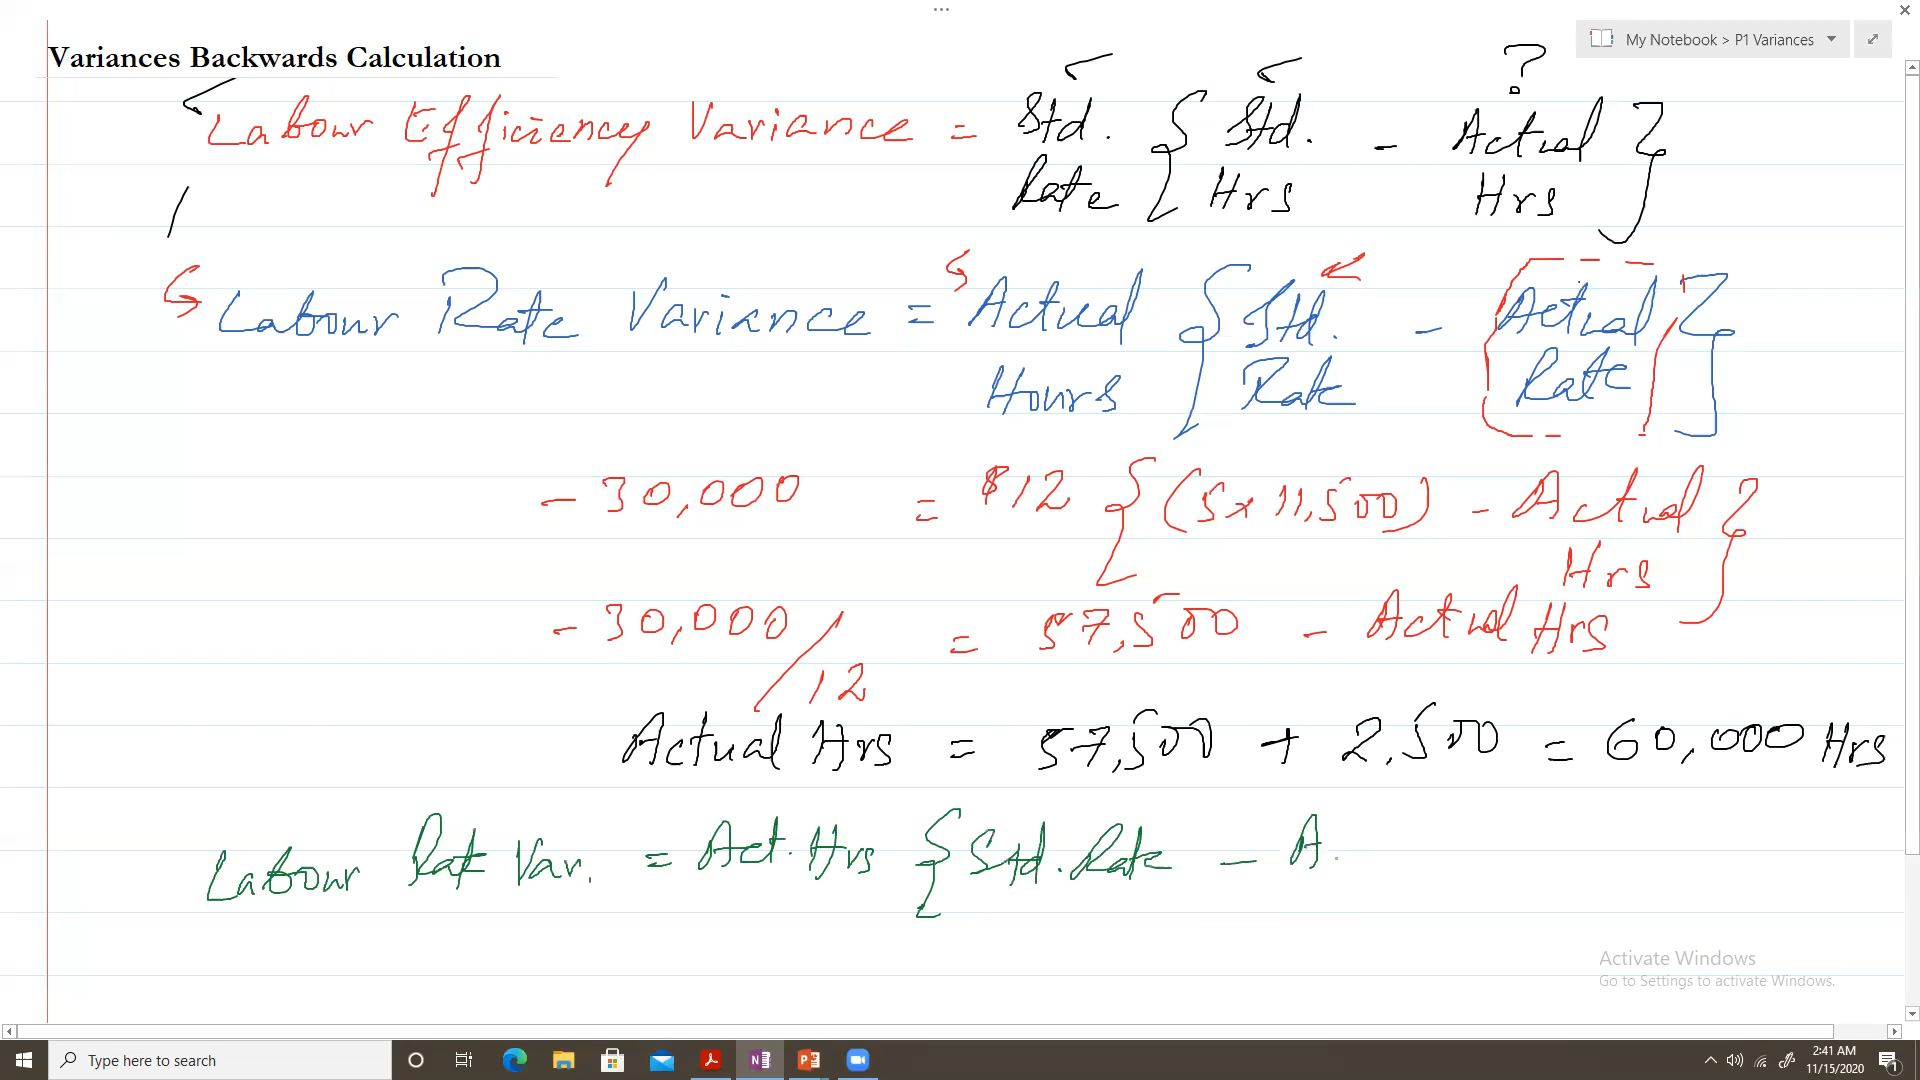 My Notebook > P1 Variances
Variances Backwards Calculation
?
Labour Efficiency Variance = Std. Rate { Std. Hrs - Actual Hrs }
Labour Rate Variance = Actual Hours { Std. Rate - Actual Rate }
- 30,000 = $12 { (5x11,500) - Actual Hrs }
- 30,000/12 = 57,500 - Actual Hrs
Actual Hrs = 57,500 + 2,500 = 60,000 Hrs
Labour Rat Var. = Act. Hrs { Std. Rate - A.
Activate Windows
Go to Settings to activate Windows.
Type here to search
2:41 AM
11/15/2020
1